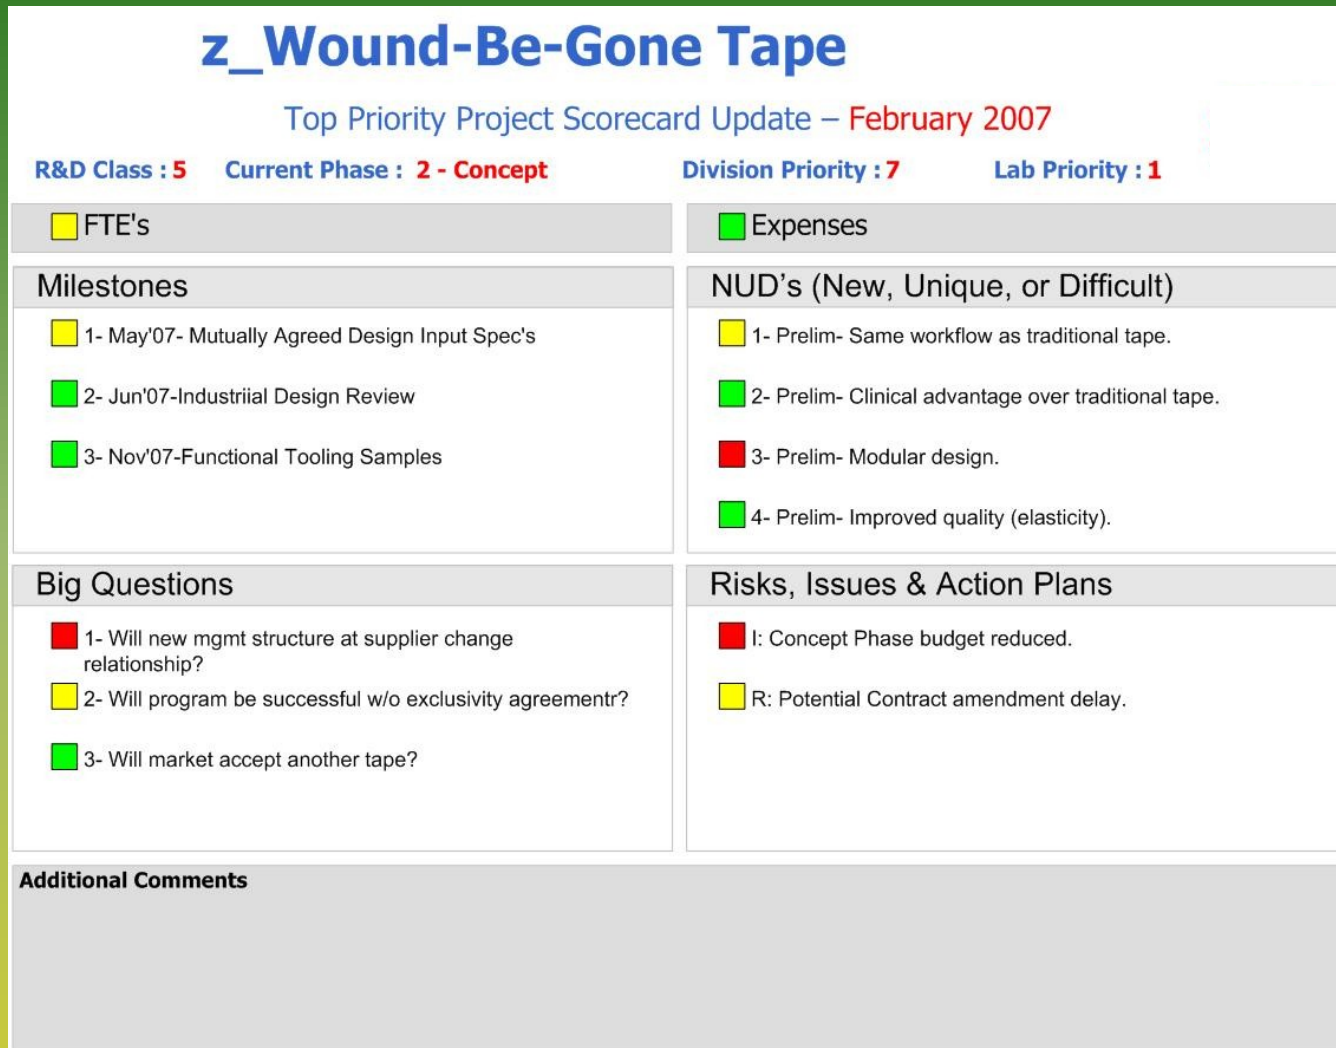 z_Wound-Be-Gone Tape
Top Priority Project Scorecard Update – February 2007
R&D Class : 5 Current Phase : 2 - Concept Division Priority : 7 Lab Priority : 1
FTE's
Expenses
Milestones
1- May'07- Mutually Agreed Design Input Spec's
2- Jun'07-Industriial Design Review
3- Nov'07-Functional Tooling Samples
NUD’s (New, Unique, or Difficult)
1- Prelim- Same workflow as traditional tape.
2- Prelim- Clinical advantage over traditional tape.
3- Prelim- Modular design.
4- Prelim- Improved quality (elasticity).
Big Questions
1- Will new mgmt structure at supplier change
relationship?
2- Will program be successful w/o exclusivity agreementr?
3- Will market accept another tape?
Risks, Issues & Action Plans
I: Concept Phase budget reduced.
R: Potential Contract amendment delay.
Additional Comments